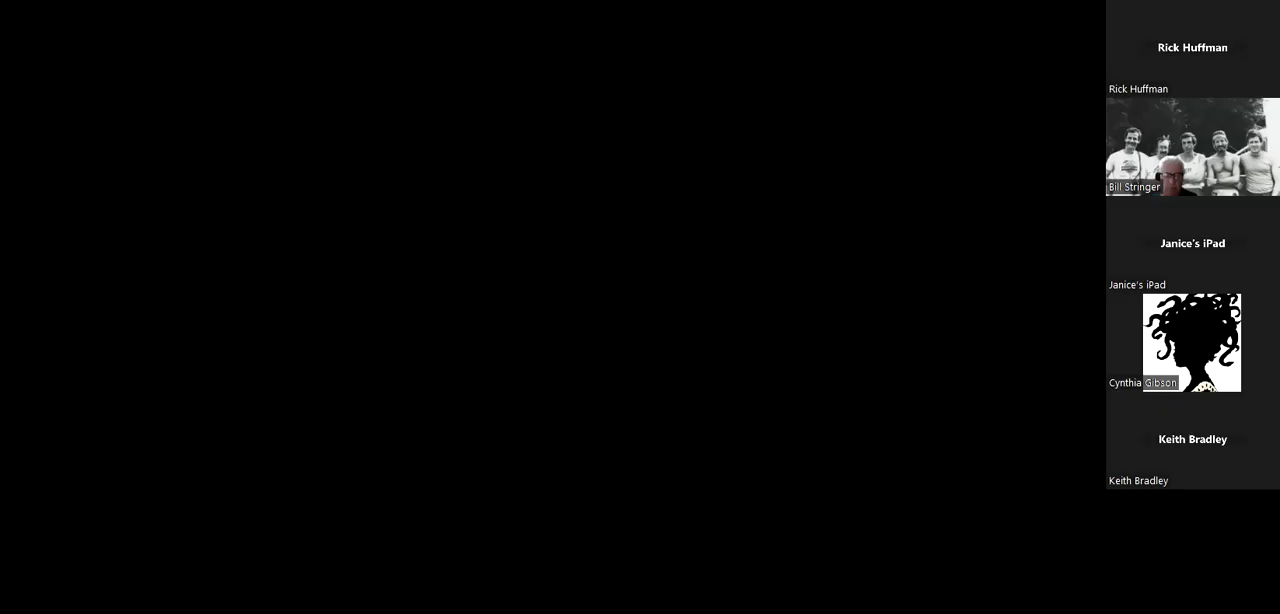 Rick Huffman
Rick Huffman
Bill Stringer
Janice's iPad
Janice's iPad
Cynthia Gibson
Keith Bradley
Keith Bradley